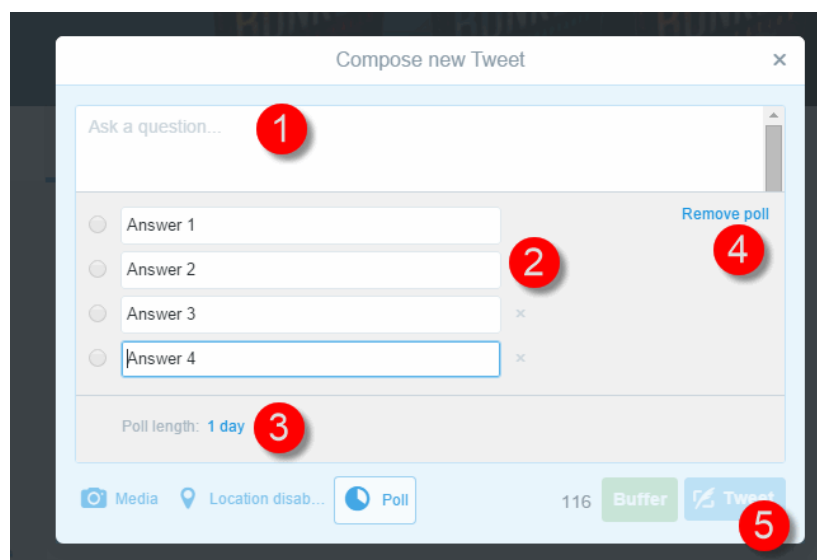 Compose new Tweet ×
Ask a question... 1
Answer 1
Remove poll
Answer 2
2
4
Answer 3 ×
Answer 4 ×
Poll length: 1 day 3
Media Location disab... Poll 116 Buffer Tweet
5